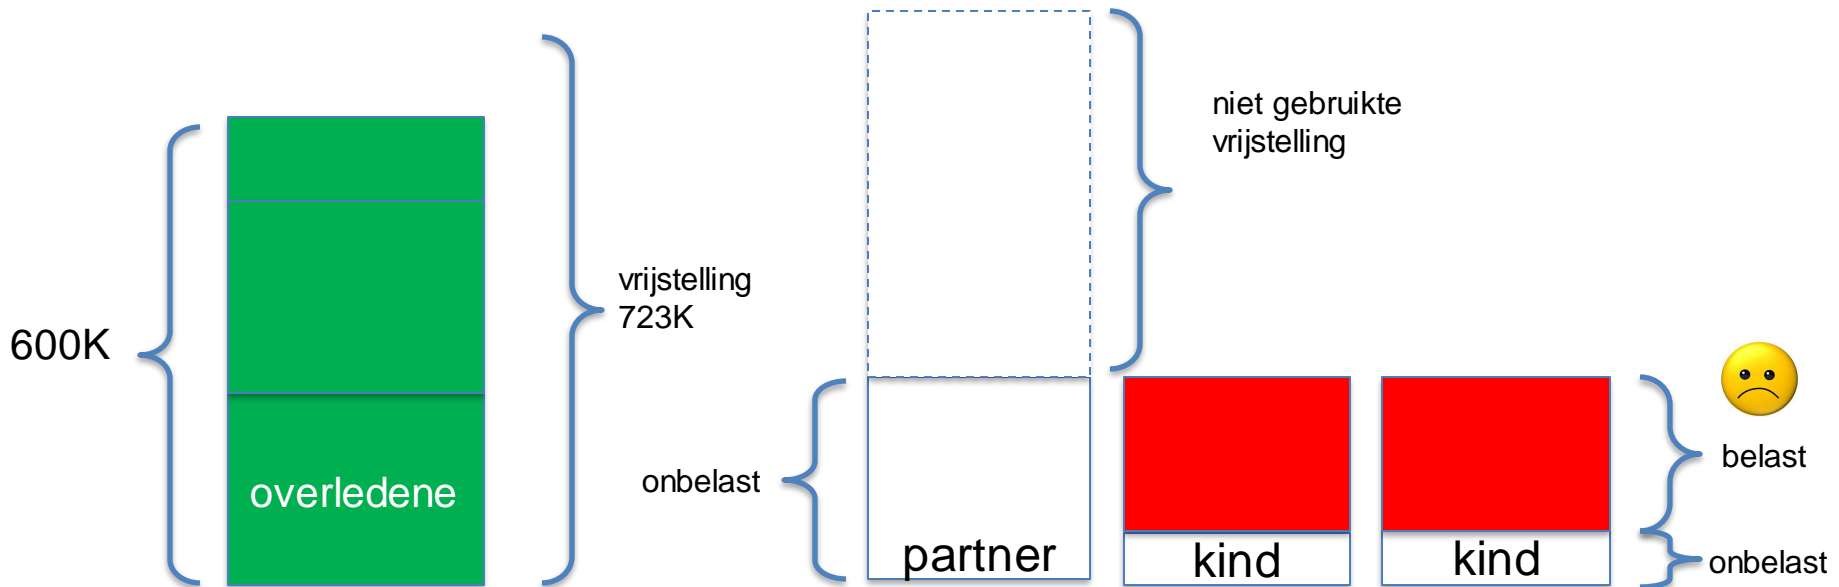 600K
overledene
vrijstelling
723K
onbelast
partner
niet gebruikte
vrijstelling
kind
kind
belast
onbelast